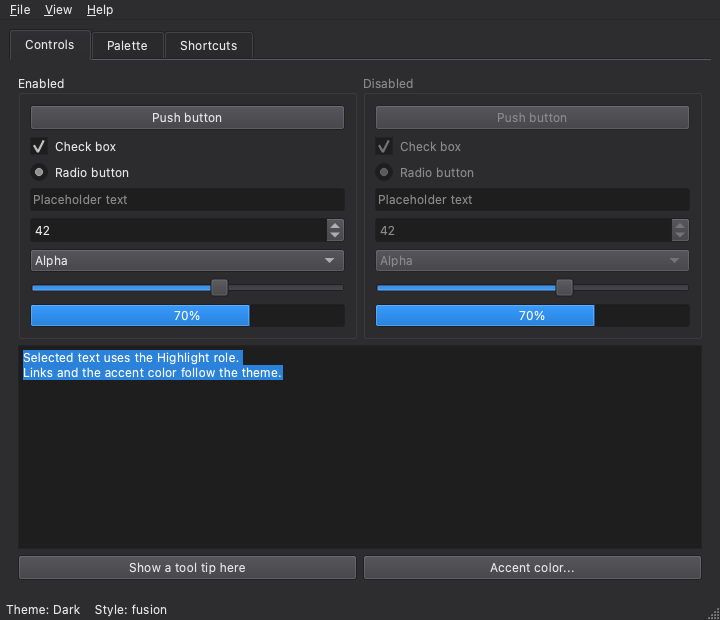 File View Help
Controls Palette Shortcuts
Enabled
Push button
Check box
Radio button
Placeholder text
42
Alpha
70%
Disabled
Push button
Check box
Radio button
Placeholder text
42
Alpha
70%
Selected text uses the Highlight role.
Links and the accent color follow the theme.
Show a tool tip here
Accent color...
Theme: Dark Style: fusion